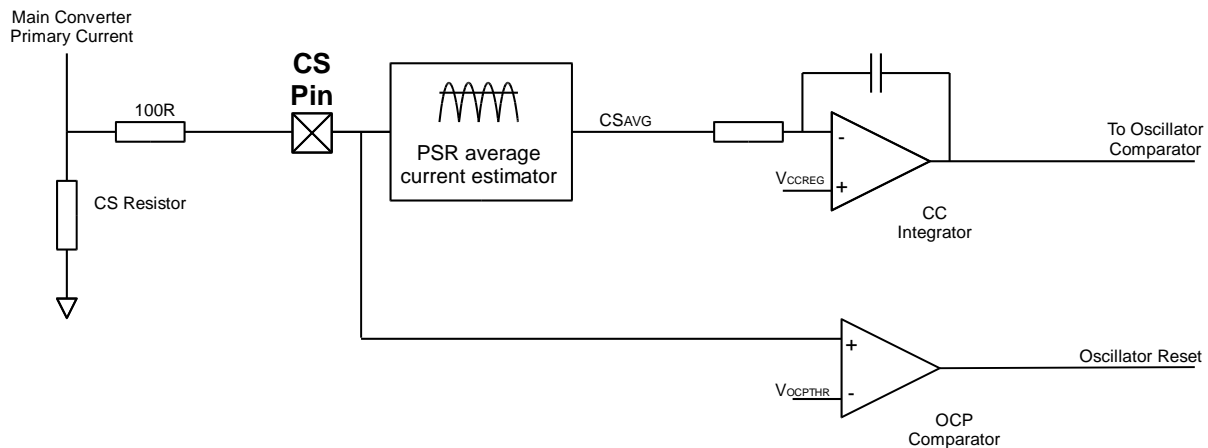 Main Converter
Primary Current
100R
CS
Pin
CS Resistor
PSR average
current estimator
CSAVG
-
VCCREG
+
CC
Integrator
To Oscillator
Comparator
+
VOCPTHR
-
OCP
Comparator
Oscillator Reset